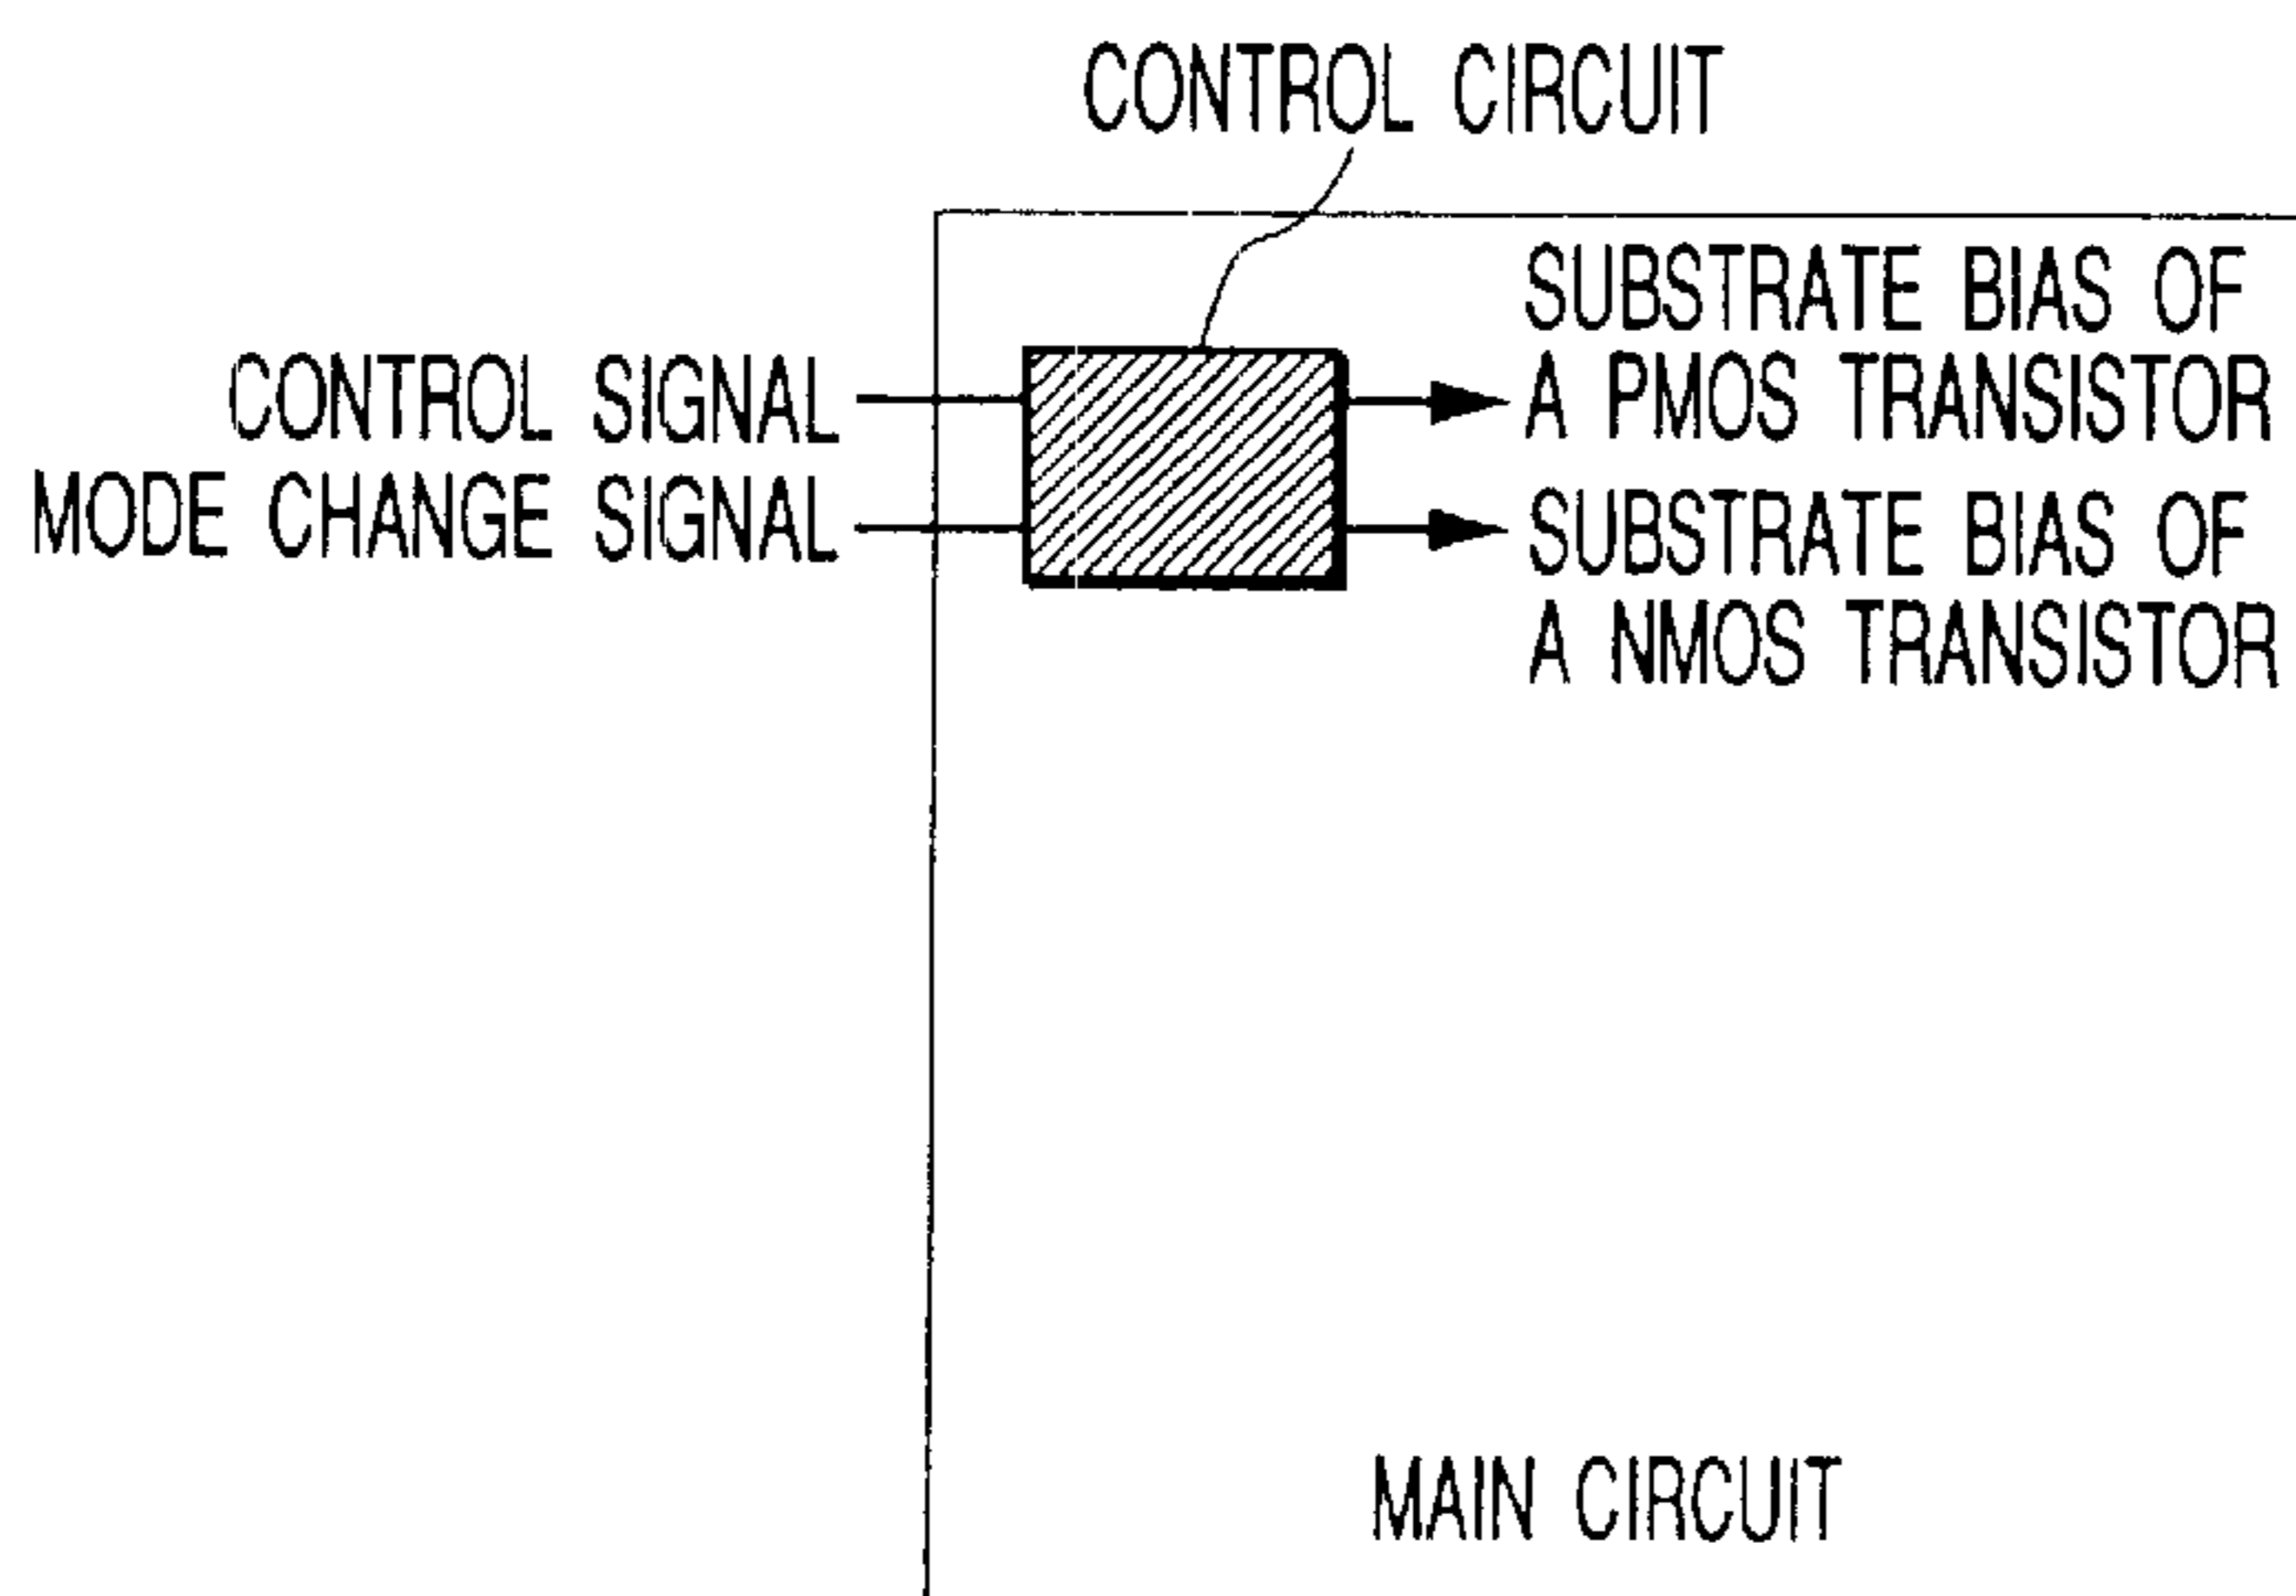 CONTROL CIRCUIT
SUBSTRATE BIAS OF
A PMOS TRANSISTOR
CONTROL SIGNAL
MODE CHANGE SIGNAL
SUBSTRATE BIAS OF
A NMOS TRANSISTOR
MAIN CIRCUIT